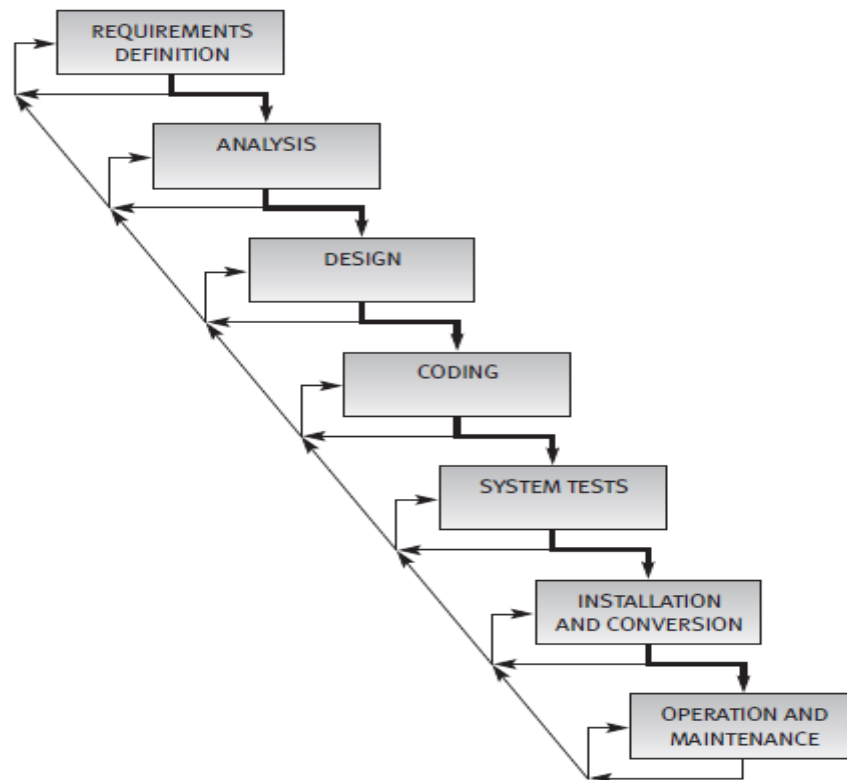 REQUIREMENTS
DEFINITION
ANALYSIS
DESIGN
CODING
SYSTEM TESTS
INSTALLATION
AND CONVERSION
OPERATION AND
MAINTENANCE